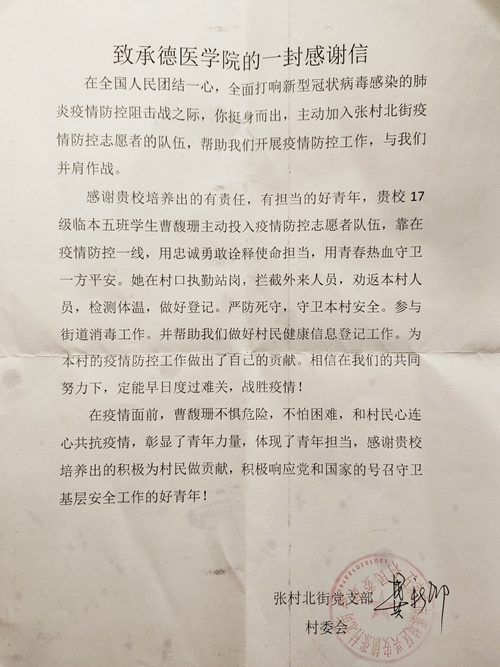 致承德医学院的一封感谢信
在全国人民团结一心，全面打响新型冠状病毒感染的肺
炎疫情防控阻击战之际，你挺身而出，主动加入张村北街疫
情防控志愿者的队伍，帮助我们开展疫情防控工作，与我们
并肩作战。
感谢贵校培养出的有责任，有担当的好青年，贵校 17
级临本五班学生曹馥珊主动投入疫情防控志愿者队伍，靠在
疫情防控一线，用忠诚勇敢诠释使命担当，用青春热血守卫
一方平安。她在村口执勤站岗，拦截外来人员，劝返本村人
员，检测体温，做好登记。严防死守，守卫本村安全。参与
街道消毒工作。并帮助我们做好村民健康信息登记工作。为
本村的疫情防控工作做出了自己的贡献。相信在我们的共同
努力下，定能早日度过难关，战胜疫情！
在疫情面前，曹馥珊不惧危险，不怕困难，和村民心连
心共抗疫情，彰显了青年力量，体现了青年担当，感谢贵校
培养出的积极为村民做贡献，积极响应党和国家的号召守卫
基层安全工作的好青年！
张村北街党支部
村委会